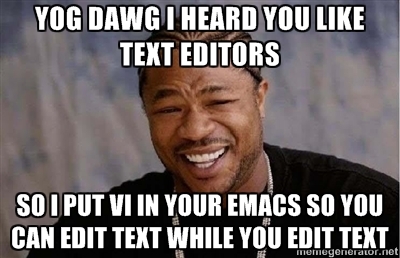 YOG DAWG I HEARD YOU LIKE
TEXT EDITORS
SO I PUT VI IN YOUR EMACS SO YOU
CAN EDIT TEXT WHILE YOU EDIT TEXT
memegenerator.net